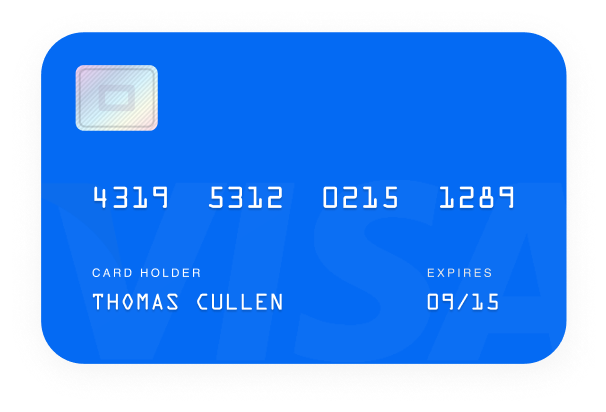 4319 5312 0215 1289
CARD HOLDER EXPIRES
THOMAS CULLEN 09/15
VISA